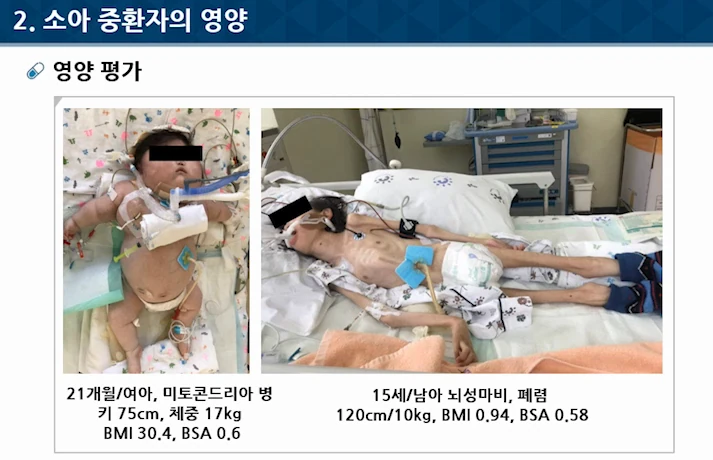 2. 소아 중환자의 영양
영양 평가
21개월/여아, 미토콘드리아 병
키 75cm, 체중 17kg
BMI 30.4, BSA 0.6
15세/남아 뇌성마비, 폐렴
120cm/10kg, BMI 0.94, BSA 0.58